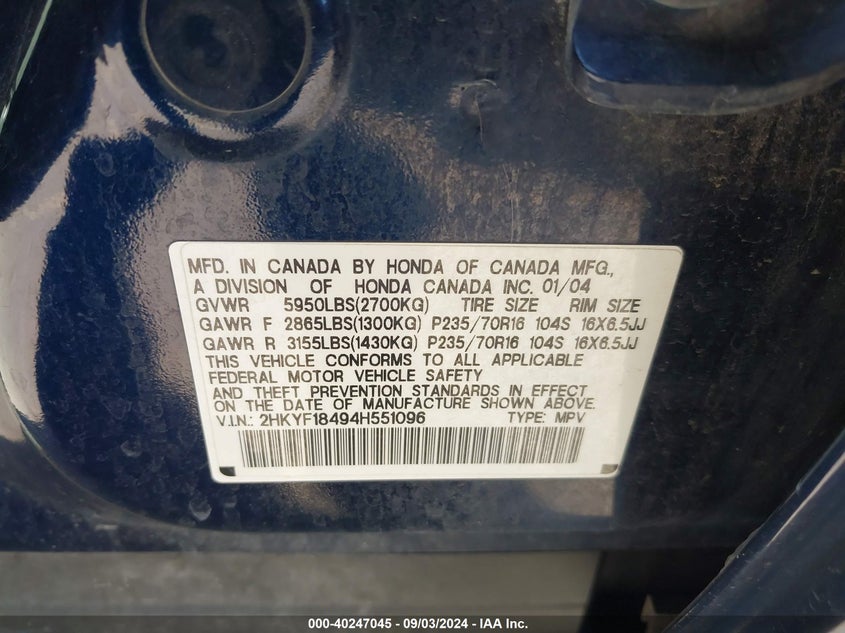 MFD. IN CANADA BY HONDA OF CANADA MFG.,
A DIVISION OF HONDA CANADA INC. 01/04
GVWR 5950LBS(2700KG) TIRE SIZE RIM SIZE
GAWR F 2865LBS(1300KG) P235/70R16 104S 16X6.5JJ
GAWR R 3155LBS(1430KG) P235/70R16 104S 16X6.5JJ
THIS VEHICLE CONFORMS TO ALL APPLICABLE
FEDERAL MOTOR VEHICLE SAFETY
AND THEFT PREVENTION STANDARDS IN EFFECT
ON THE DATE OF MANUFACTURE SHOWN ABOVE.
V.I.N.: 2HKYF18494H551096 TYPE: MPV
000-40247045 - 09/03/2024 - IAA Inc.